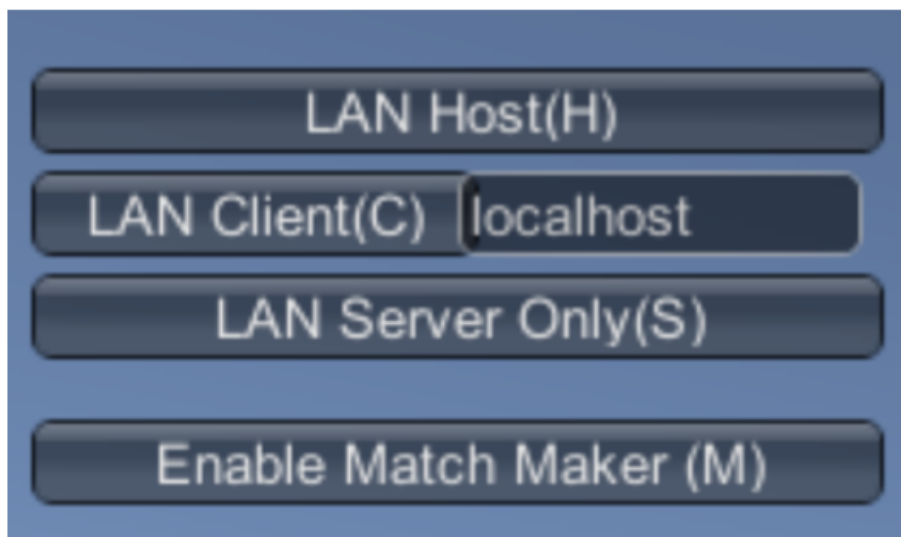 LAN Host(H)
LAN Client(C) localhost
LAN Server Only(S)
Enable Match Maker (M)